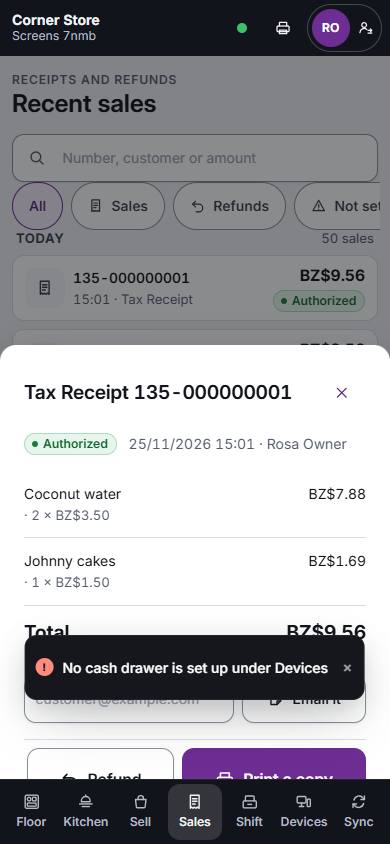 Corner Store
Screens 7nmb
RO
RECEIPTS AND REFUNDS
Recent sales
Number, customer or amount
All
Sales
Refunds
Not set
TODAY
50 sales
135-000000001
BZ$9.56
15:01 · Tax Receipt
Authorized
Tax Receipt 135-000000001
Authorized
25/11/2026 15:01 · Rosa Owner
Coconut water
BZ$7.88
· 2 × BZ$3.50
Johnny cakes
BZ$1.69
· 1 × BZ$1.50
Total
BZ$9.56
No cash drawer is set up under Devices
customer@example.com
Email it
Refund
Print a copy
Floor
Kitchen
Sell
Sales
Shift
Devices
Sync